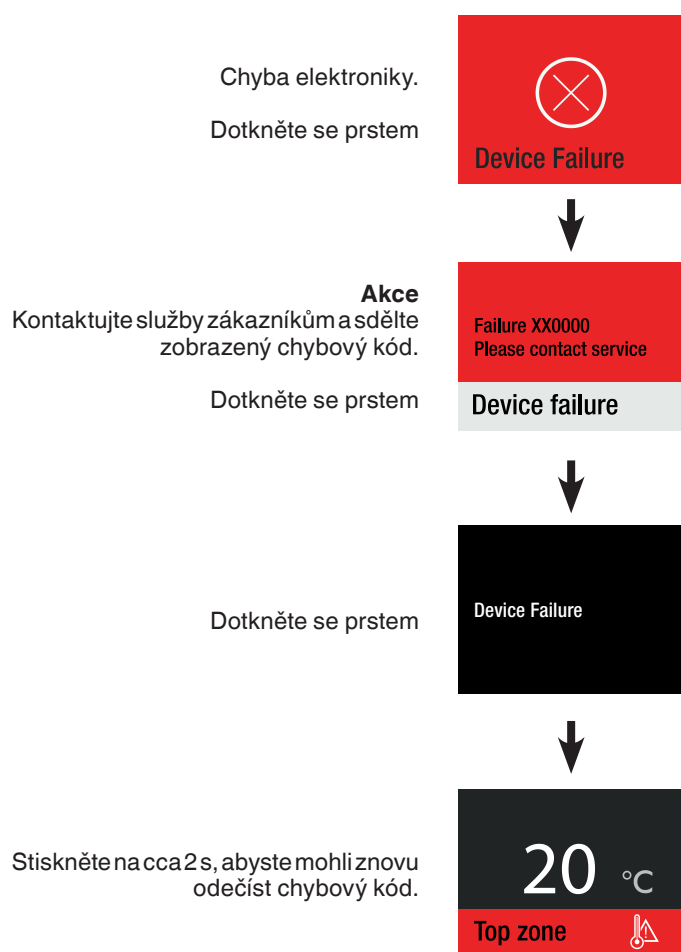 Chyba elektroniky.
Dotkněte se prstem
Device Failure
Akce
Kontaktujte služby zákazníkům a sdělte
zobrazený chybový kód.
Dotkněte se prstem
Failure XX0000
Please contact service
Device failure
Dotkněte se prstem
Device Failure
Stiskněte na cca 2 s, abyste mohli znovu
odečíst chybový kód.
20 °C
Top zone